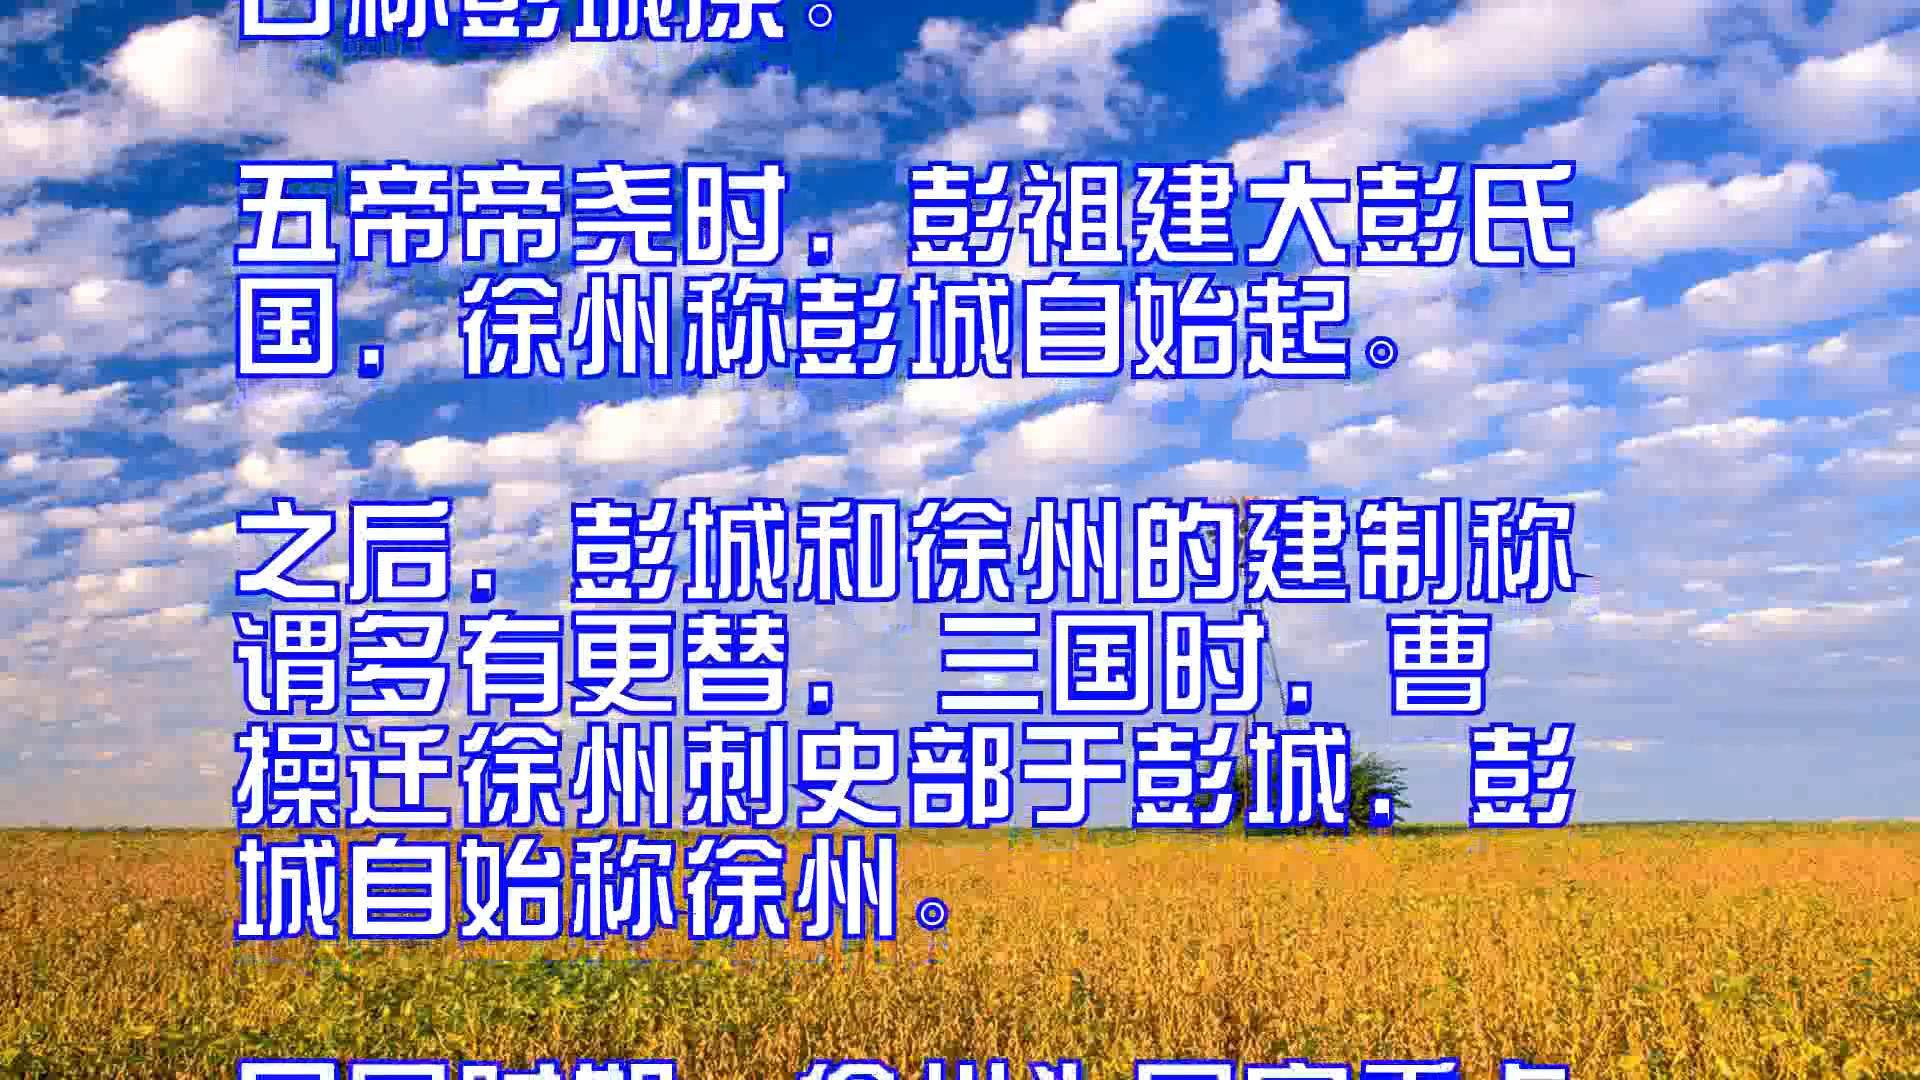 五帝帝尧时，彭祖建大彭氏
国，徐州称彭城自始起。
之后，彭城和徐州的建制称
谓多有更替，三国时，曹
操迁徐州刺史部于彭城，彭
城自始称徐州。